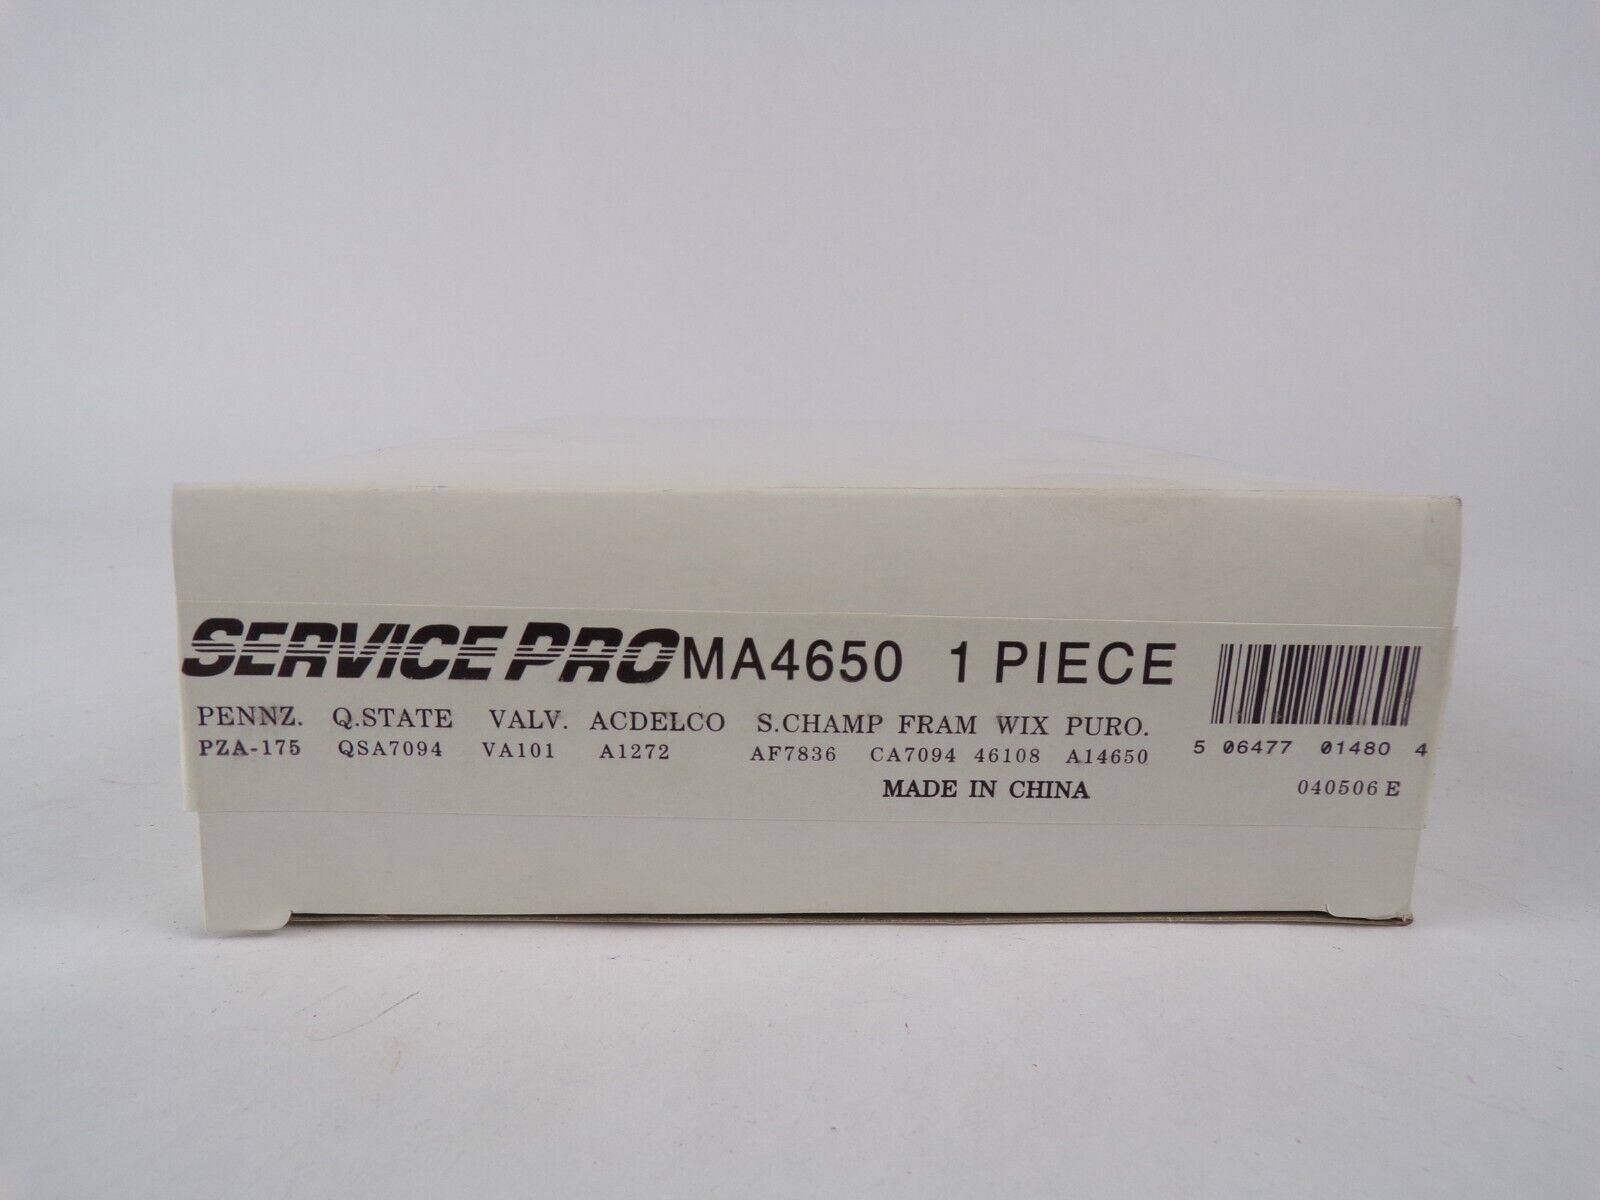 SERVICE PRO MA4650 1 PIECE
PENNZ. Q.STATE VALV. ACDELCO S.CHAMP FRAM WIX PURO.
PZA-175 QSA7094 VA101 A1272 AF7836 CA7094 46108 A14650
5 06477 01480 4
MADE IN CHINA
040506 E